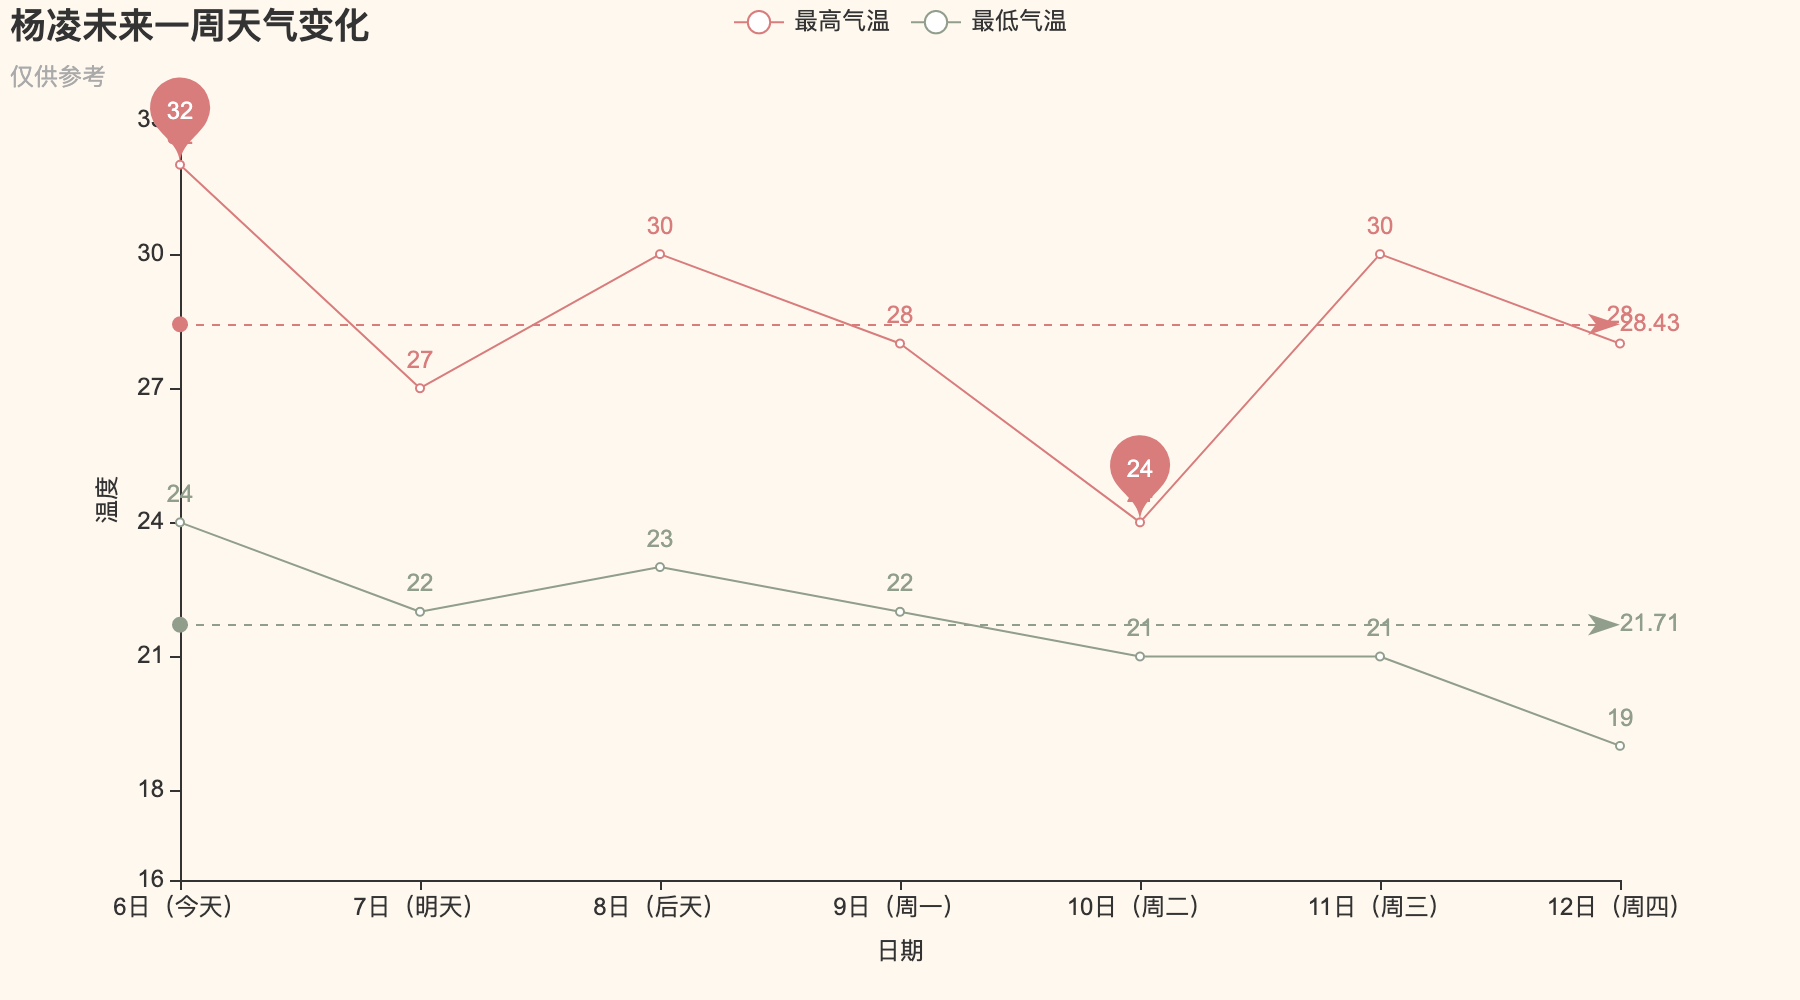 杨凌未来一周天气变化
仅供参考
最高气温
最低气温
32
30
30
28
28
28.43
27
24
24
22
23
22
21
21
21.71
19
温度
30
27
24
21
18
16
6日（今天）
7日（明天）
8日（后天）
9日（周一）
10日（周二）
11日（周三）
12日（周四）
日期